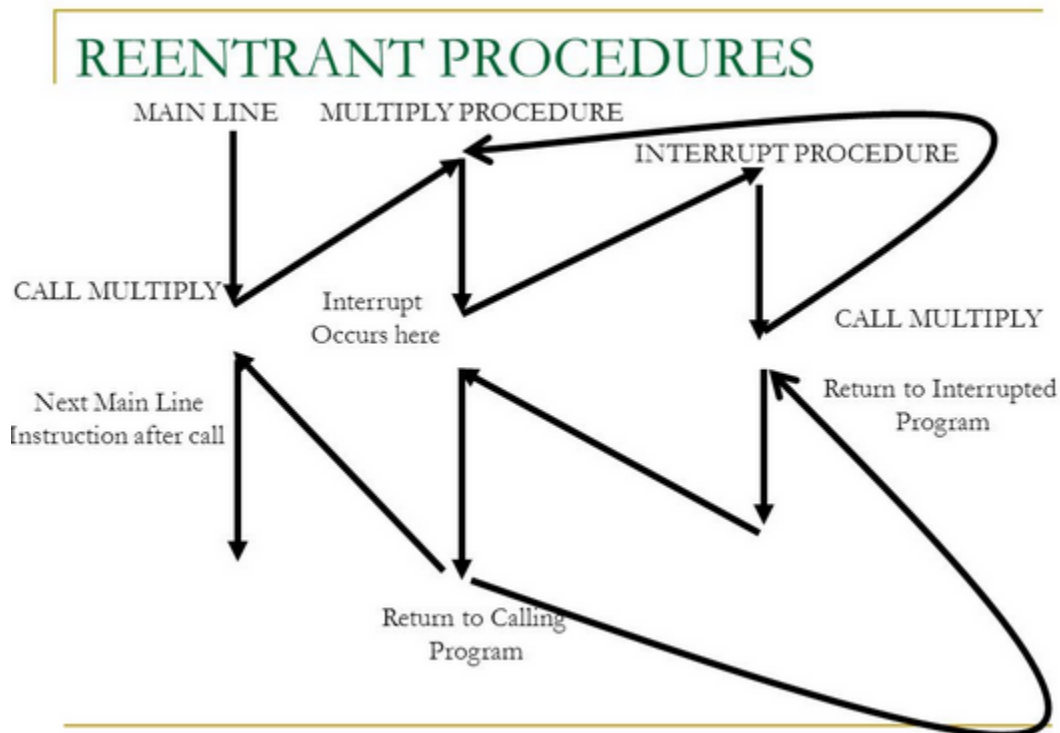 REENTRANT PROCEDURES
MAIN LINE
MULTIPLY PROCEDURE
INTERRUPT PROCEDURE
CALL MULTIPLY
Interrupt
Occurs here
CALL MULTIPLY
Next Main Line
Instruction after call
Return to Interrupted
Program
Return to Calling
Program